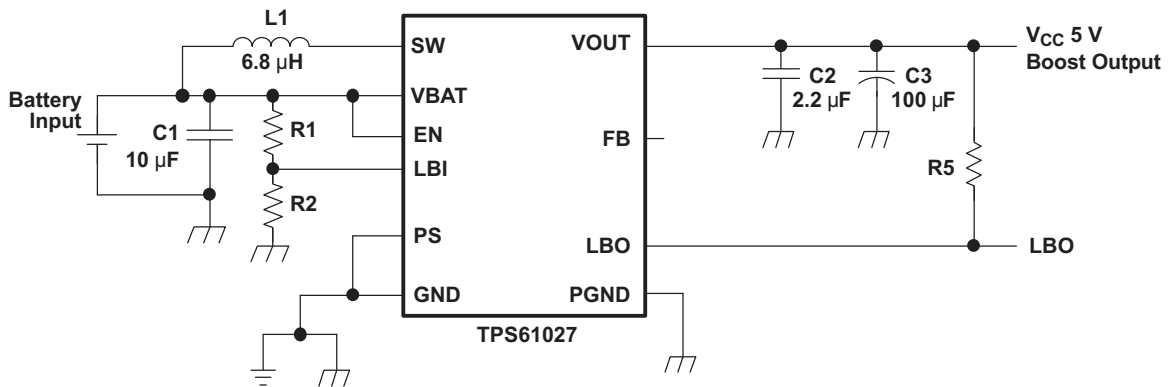 L1
6.8 µH
SW
VOUT
V_CC 5 V
Boost Output
Battery
Input
C1
10 µF
VBAT
R1
EN
LBI
R2
C2
2.2 µF
C3
100 µF
FB
R5
PS
LBO
LBO
GND
PGND
TPS61027